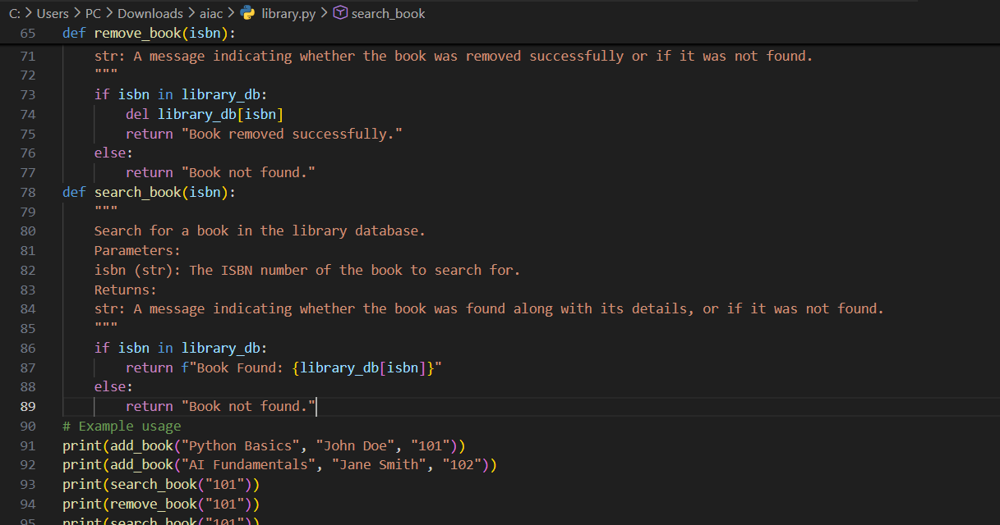 C: > Users > PC > Downloads > aiac > library.py > search_book
65 def remove_book(isbn):
71 str: A message indicating whether the book was removed successfully or if it was not found.
72 """
73 if isbn in library_db:
74 del library_db[isbn]
75 return "Book removed successfully."
76 else:
77 return "Book not found."
78 def search_book(isbn):
79 """
80 Search for a book in the library database.
81 Parameters:
82 isbn (str): The ISBN number of the book to search for.
83 Returns:
84 str: A message indicating whether the book was found along with its details, or if it was not found.
85 """
86 if isbn in library_db:
87 return f"Book Found: {library_db[isbn]}"
88 else:
89 return "Book not found."
90 # Example usage
91 print(add_book("Python Basics", "John Doe", "101"))
92 print(add_book("AI Fundamentals", "Jane Smith", "102"))
93 print(search_book("101"))
94 print(remove_book("101"))
95 print(search_book("101"))